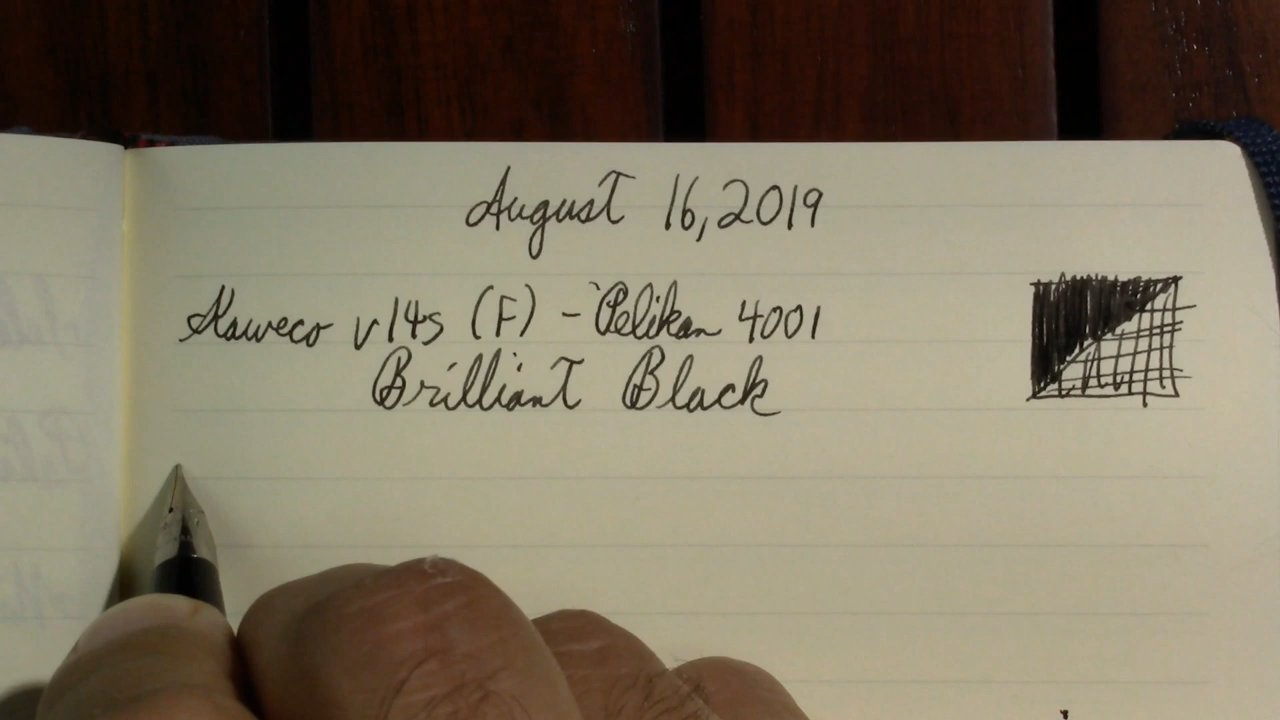 August 16, 2019
Kaweco v14s (F) - Pelikan 4001
Brilliant Black